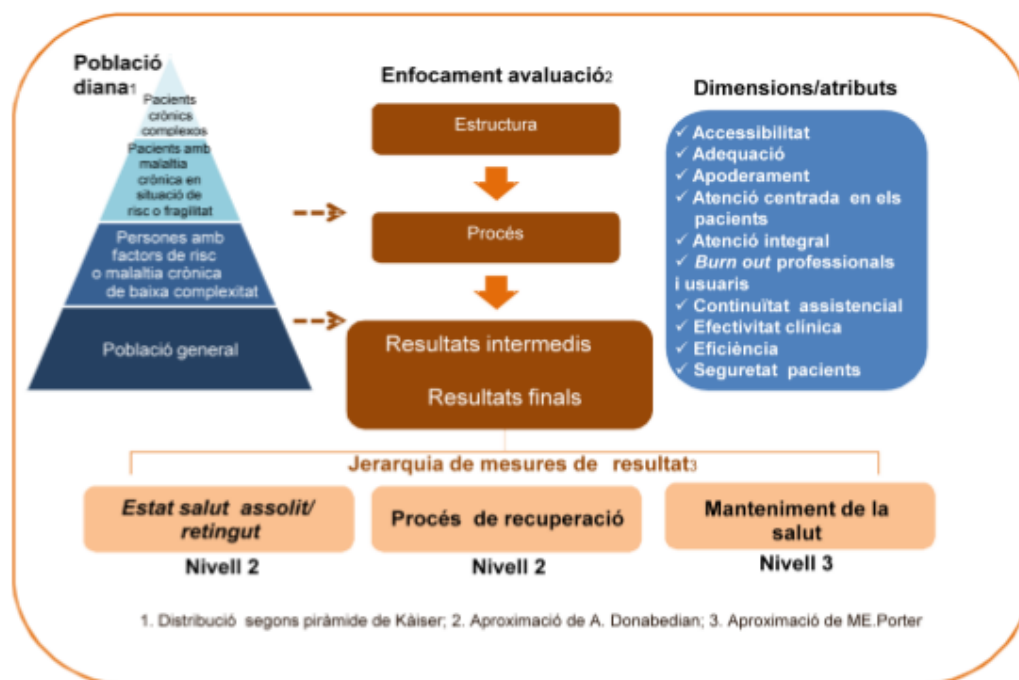 Població
diana1
Pacients
crònics
complexos
Pacients amb
malaltia
crònica en
situació de
risc o fragilitat
Persones amb
factors de risc
o malaltia crònica
de baixa complexitat
Població general
Enfocament avaluació2
Estructura
Procés
Resultats intermedis
Resultats finals
Dimensions/atributs
✓ Accessibilitat
✓ Adequació
✓ Apoderament
✓ Atenció centrada en els
pacients
✓ Atenció integral
✓ Burn out professionals
i usuaris
✓ Continuïtat assistencial
✓ Efectivitat clínica
✓ Eficiència
✓ Seguretat pacients
Jerarquia de mesures de resultat3
Estat salut assolit/
retingut
Nivell 2
Procés de recuperació
Nivell 2
Manteniment de la
salut
Nivell 3
1. Distribució segons piràmide de Kàiser; 2. Aproximació de A. Donabedian; 3. Aproximació de ME.Porter